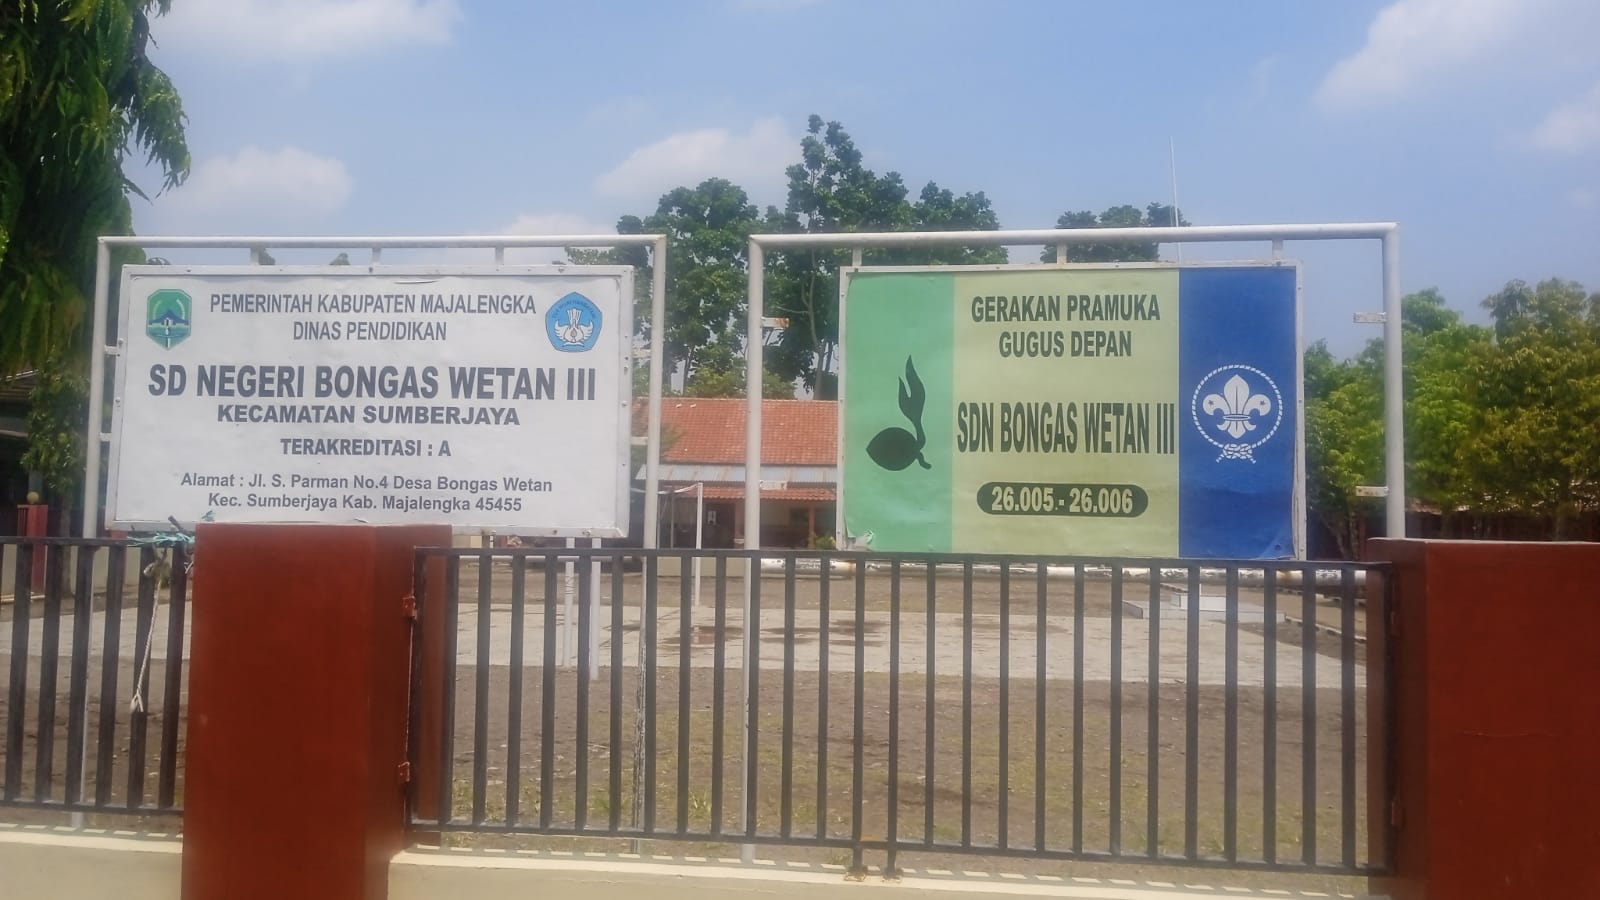 PEMERINTAH KABUPATEN MAJALENGKA
DINAS PENDIDIKAN
SD NEGERI BONGAS WETAN III
KECAMATAN SUMBERJAYA
TERAKREDITASI : A
Alamat : Jl. S. Parman No.4 Desa Bongas Wetan
Kec. Sumberjaya Kab. Majalengka 45455
GERAKAN PRAMUKA
GUGUS DEPAN
SDN BONGAS WETAN III
26.005 - 26.006